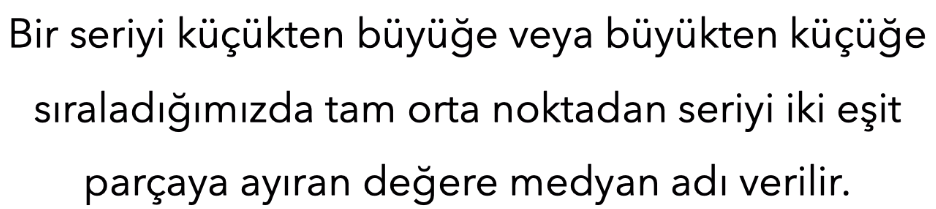 Bir seriyi küçükten büyüğe veya büyükten küçüğe
sıraladığımızda tam orta noktadan seriyi iki eşit
parçaya ayıran değere medyan adı verilir.